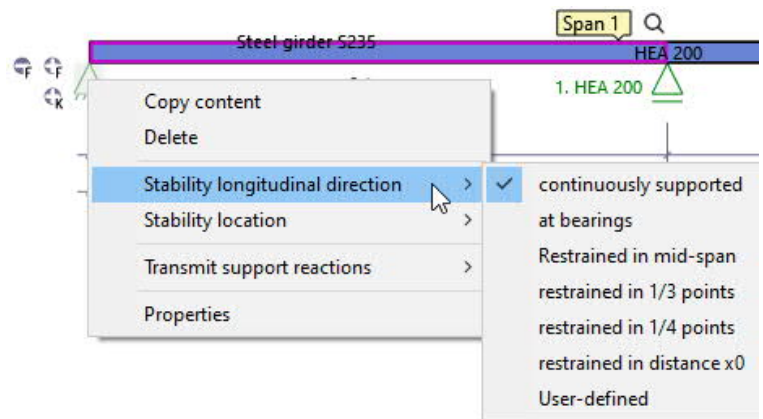 Span 1
Steel girder S235
HEA 200
F F
K
1. HEA 200
Copy content
Delete
Stability longitudinal direction
Stability location
Transmit support reactions
Properties
continuously supported
at bearings
Restrained in mid-span
restrained in 1/3 points
restrained in 1/4 points
restrained in distance x0
User-defined